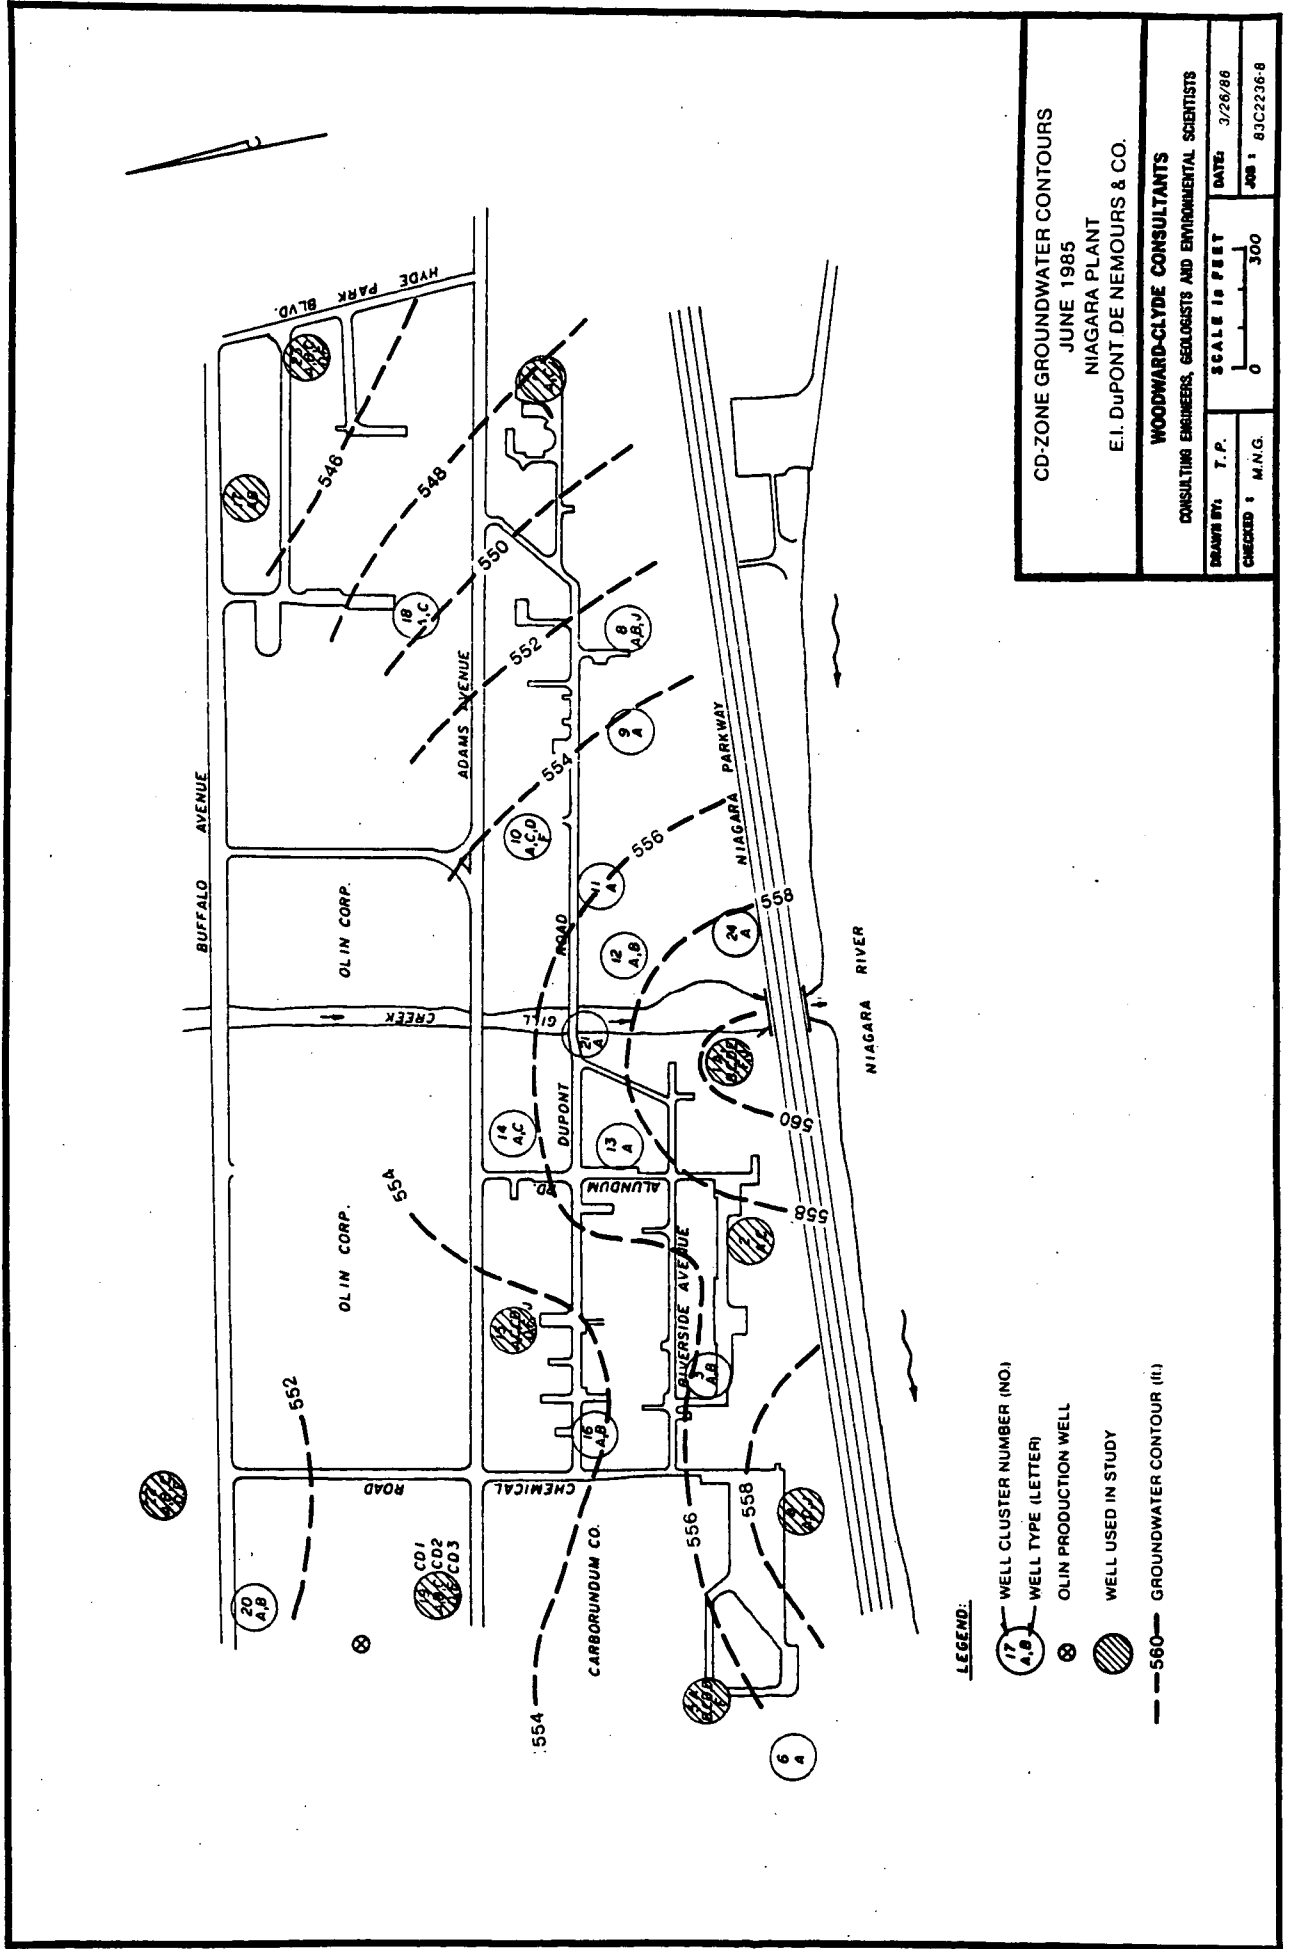 HYDE
PARK
BLVD.
BUFFALO AVENUE
ADAMS AVENUE
OLIN CORP.
OLIN CORP.
GILL
CREEK
DUPONT
ROAD
ALUNDUM
RD.
RIVERSIDE AVENUE
NIAGARA PARKWAY
NIAGARA RIVER
CHEMICAL
ROAD
CARBORUNDUM CO.
546
548
550
552
554
556
558
560
558
554
552
554
556
558
17
18
A,C
8
A,B,J
9
A
10
A,C,D
F
11
A
12
A,B
24
A
21
A
14
A,C
13
A
2
3
A,B
16
A,B
20
A,B
6
A
J
CD1
CD2
CD3
LEGEND:
17
A,B
WELL CLUSTER NUMBER (NO.)
WELL TYPE (LETTER)
OLIN PRODUCTION WELL
WELL USED IN STUDY
560 GROUNDWATER CONTOUR (ft.)
CD-ZONE GROUNDWATER CONTOURS
JUNE 1985
NIAGARA PLANT
E.I. DuPONT DE NEMOURS & CO.
WOODWARD-CLYDE CONSULTANTS
CONSULTING ENGINEERS, GEOLOGISTS AND ENVIRONMENTAL SCIENTISTS
DRAWN BY: T.P.
SCALE in FEET
0 300
DATE: 3/26/86
CHECKED: M.N.G.
JOB: 83C2236-8